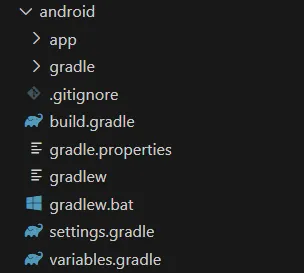 android
app
gradle
.gitignore
build.gradle
gradle.properties
gradlew
gradlew.bat
settings.gradle
variables.gradle